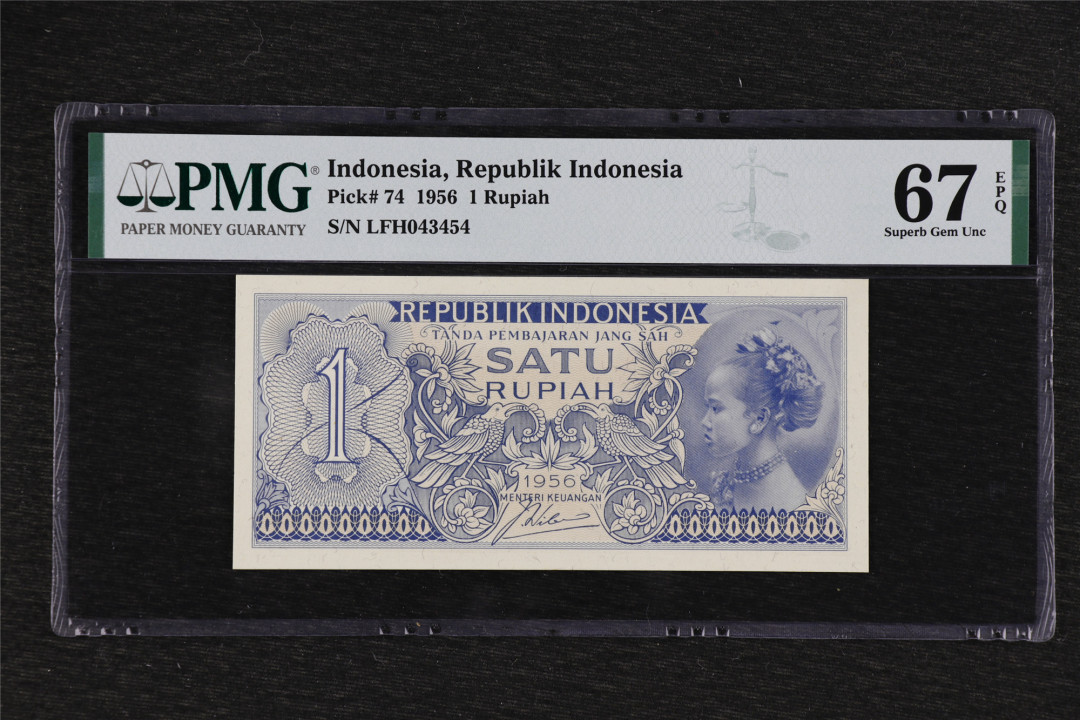 PMG®
PAPER MONEY GUARANTY
Indonesia, Republik Indonesia
Pick# 74 1956 1 Rupiah
S/N LFH043454
67
EPQ
Superb Gem Unc
REPUBLIK INDONESIA
TANDA PEMBAJARAN JANG SAH
SATU
RUPIAH
1
1956
MENTERI KEUANGAN